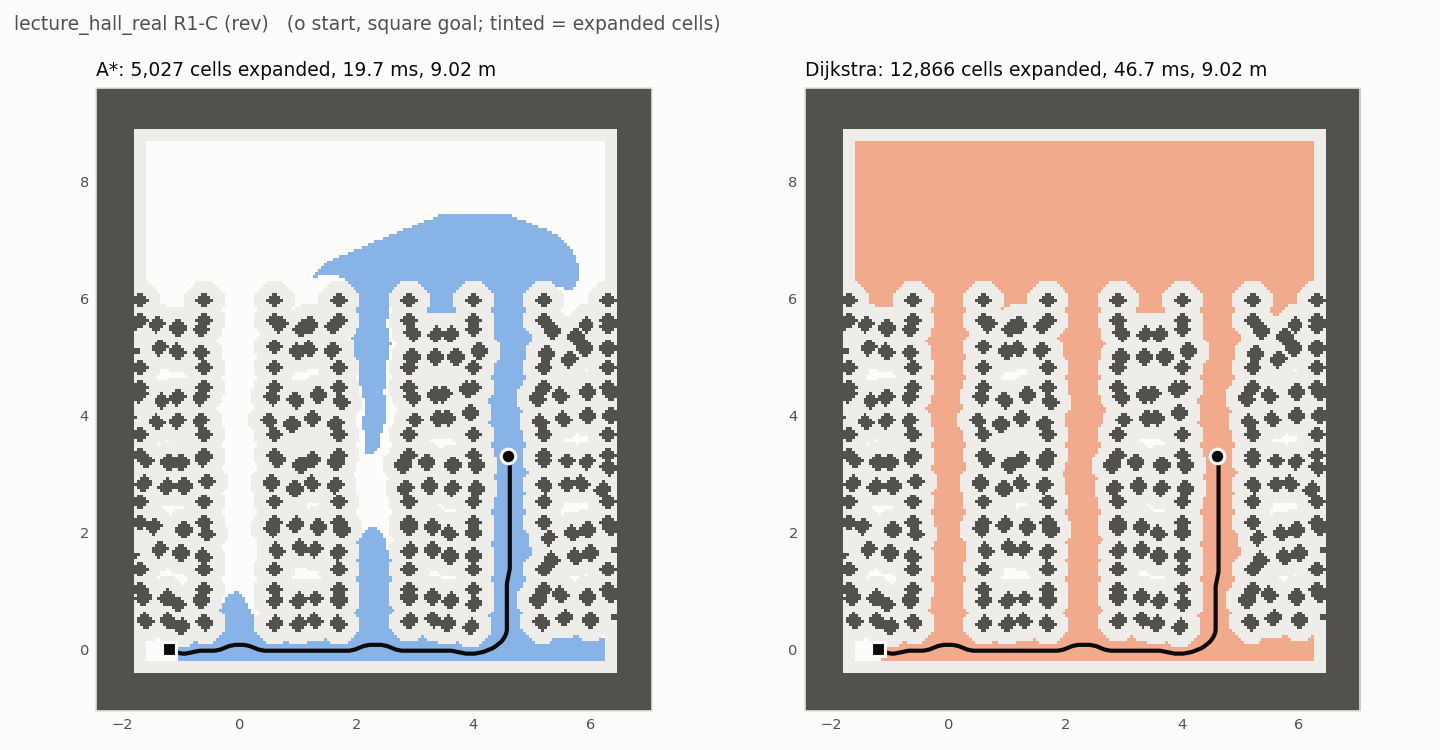 lecture_hall_real R1-C (rev)   (o start, square goal; tinted = expanded cells)
A*: 5,027 cells expanded, 19.7 ms, 9.02 m
Dijkstra: 12,866 cells expanded, 46.7 ms, 9.02 m
8
8
6
6
4
4
2
2
0
0
−2 0 2 4 6
−2 0 2 4 6